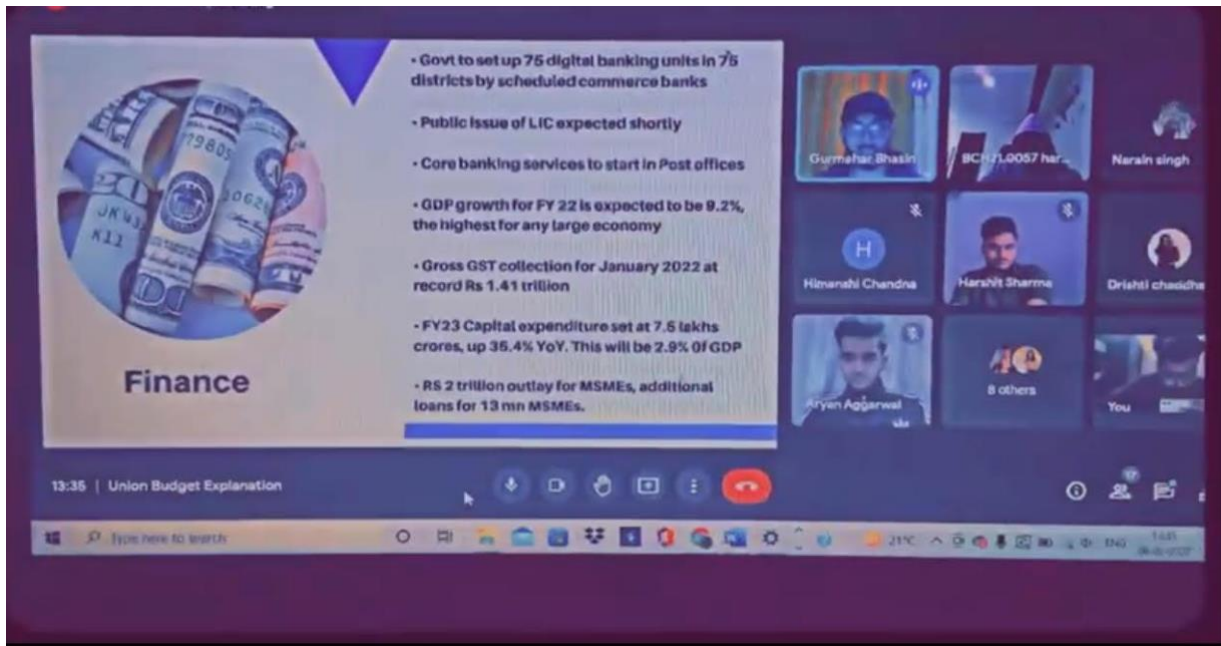 • Govt to set up 75 digital banking units in 75
districts by scheduled commerce banks
• Public issue of LIC expected shortly
• Core banking services to start in Post offices
• GDP growth for FY 22 is expected to be 9.2%,
the highest for any large economy
• Gross GST collection for January 2022 at
record Rs 1.41 trillion
• FY23 Capital expenditure set at 7.5 lakhs
crores, up 35.4% YoY. This will be 2.9% 0f GDP
• RS 2 trillion outlay for MSMEs, additional
loans for 13 mn MSMEs.
Finance
Gurmehar Bhasin
BCH21.0057 har...
Narain singh
H
Himanshi Chandna
Harshit Sharma
Drishti chaddha
Aryan Aggarwal
8 others
You
13:35 | Union Budget Explanation
17
Type here to search
21°C
ENG